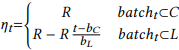 η_t = { R   batch_t ⊂ C
R − R (t − b_C)/b_L   batch_t ⊂ L